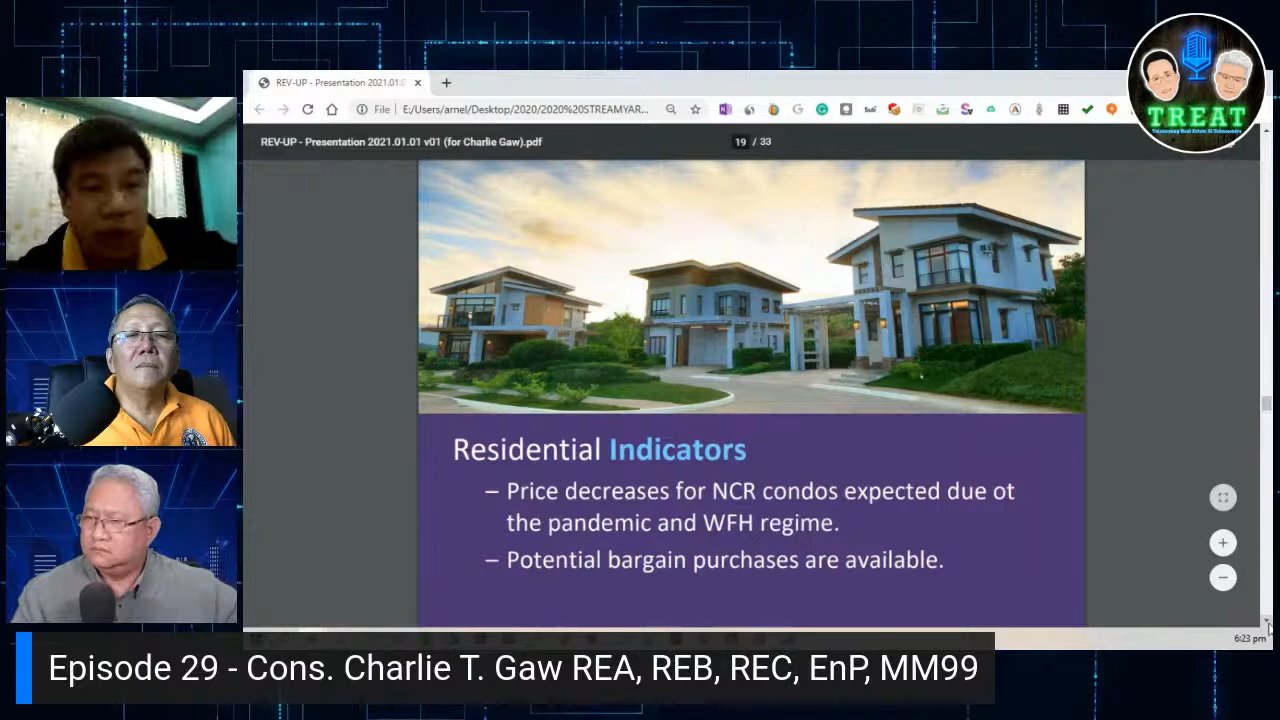 REV-UP - Presentation 2021.01.0
File
E:/Users/arnel/Desktop/2020/2020%20STREAMYAR...
TREAT
REV-UP - Presentation 2021.01.01 v01 (for Charlie Gaw).pdf
19 / 33
Residential Indicators
– Price decreases for NCR condos expected due ot
the pandemic and WFH regime.
– Potential bargain purchases are available.
6:23 pm
Episode 29 - Cons. Charlie T. Gaw REA, REB, REC, EnP, MM99